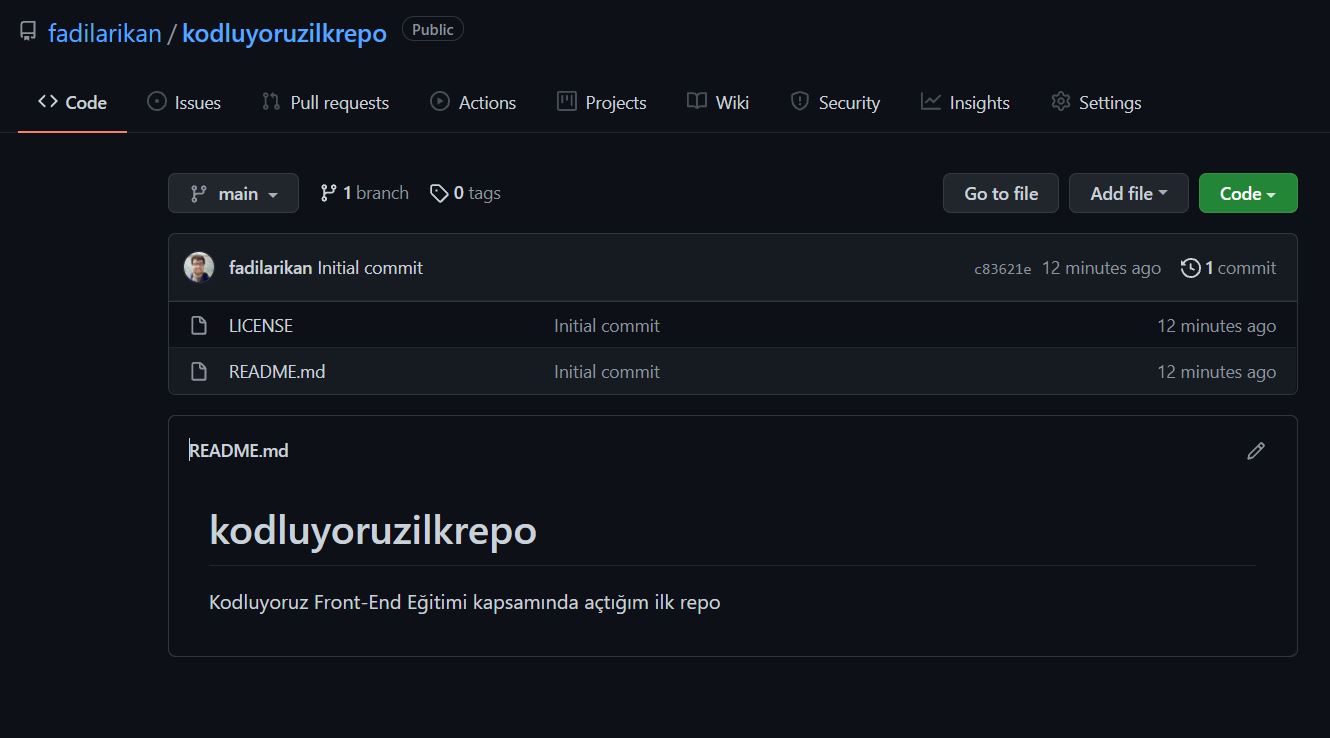 fadilarikan / kodluyoruzilkrepo Public
Code Issues Pull requests Actions Projects Wiki Security Insights Settings
main 1 branch 0 tags Go to file Add file Code
fadilarikan Initial commit c83621e 12 minutes ago 1 commit
LICENSE Initial commit 12 minutes ago
README.md Initial commit 12 minutes ago
README.md
kodluyoruzilkrepo
Kodluyoruz Front-End Eğitimi kapsamında açtığım ilk repo